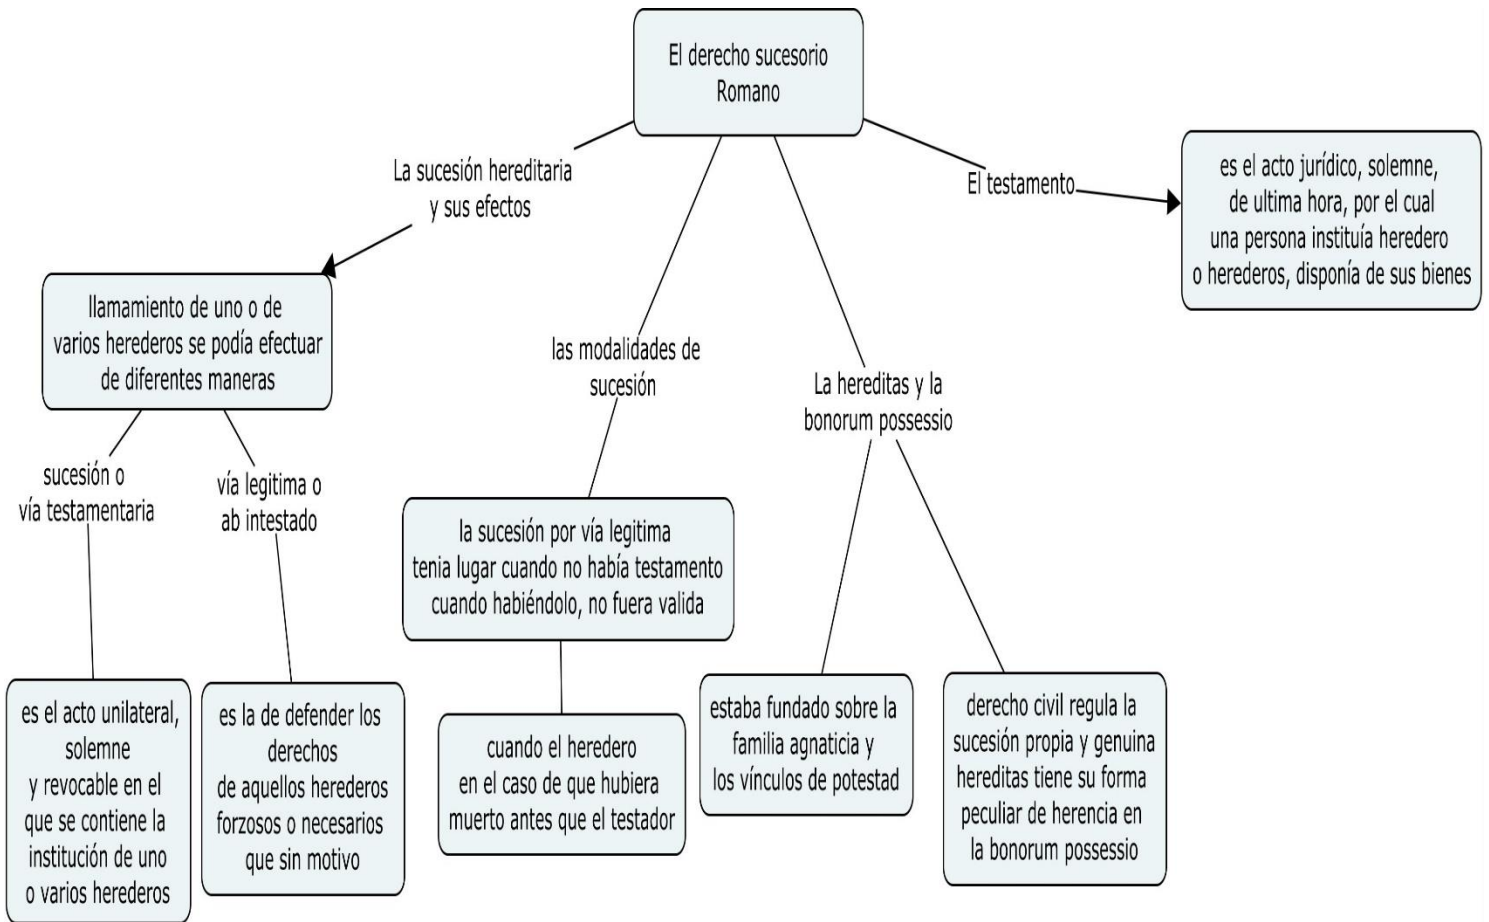 El derecho sucesorio
Romano
La sucesión hereditaria
y sus efectos
llamamiento de uno o de
varios herederos se podía efectuar
de diferentes maneras
sucesión o
vía testamentaria
es el acto unilateral,
solemne
y revocable en el
que se contiene la
institución de uno
o varios herederos
vía legitima o
ab intestado
es la de defender los
derechos
de aquellos herederos
forzosos o necesarios
que sin motivo
las modalidades de
sucesión
la sucesión por vía legitima
tenia lugar cuando no había testamento
cuando habiéndolo, no fuera valida
cuando el heredero
en el caso de que hubiera
muerto antes que el testador
La hereditas y la
bonorum possessio
estaba fundado sobre la
familia agnaticia y
los vínculos de potestad
derecho civil regula la
sucesión propia y genuina
hereditas tiene su forma
peculiar de herencia en
la bonorum possessio
El testamento
es el acto jurídico, solemne,
de ultima hora, por el cual
una persona instituía heredero
o herederos, disponía de sus bienes